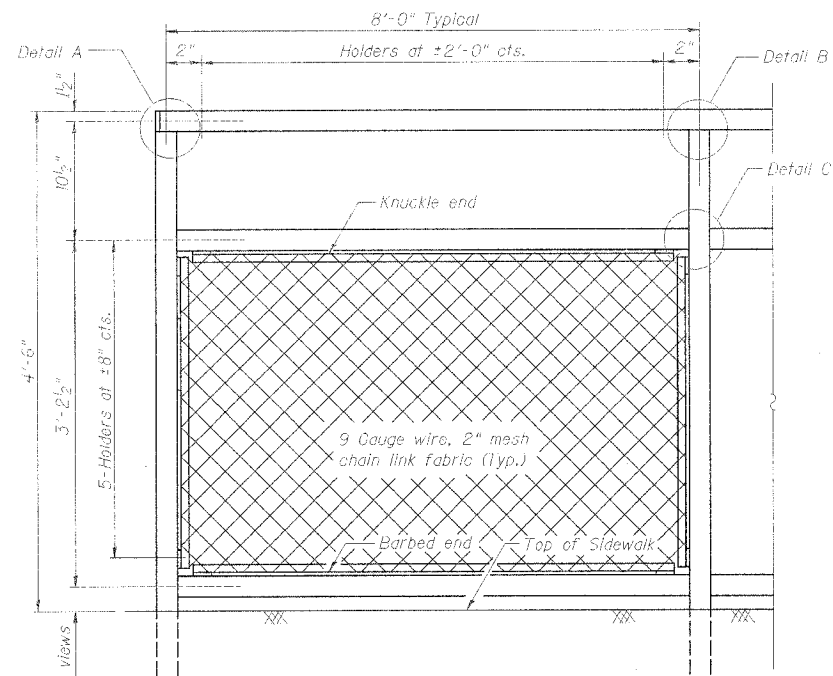 8'-0" Typical
Detail A
2"
Holders at ±2'-0" cts.
2"
Detail B
1½"
10½"
Detail C
Knuckle end
4'-6"
3'-2½"
5-Holders at ±8" cts.
9 Gauge wire, 2" mesh
chain link fabric (Typ.)
Barbed end
Top of Sidewalk
views